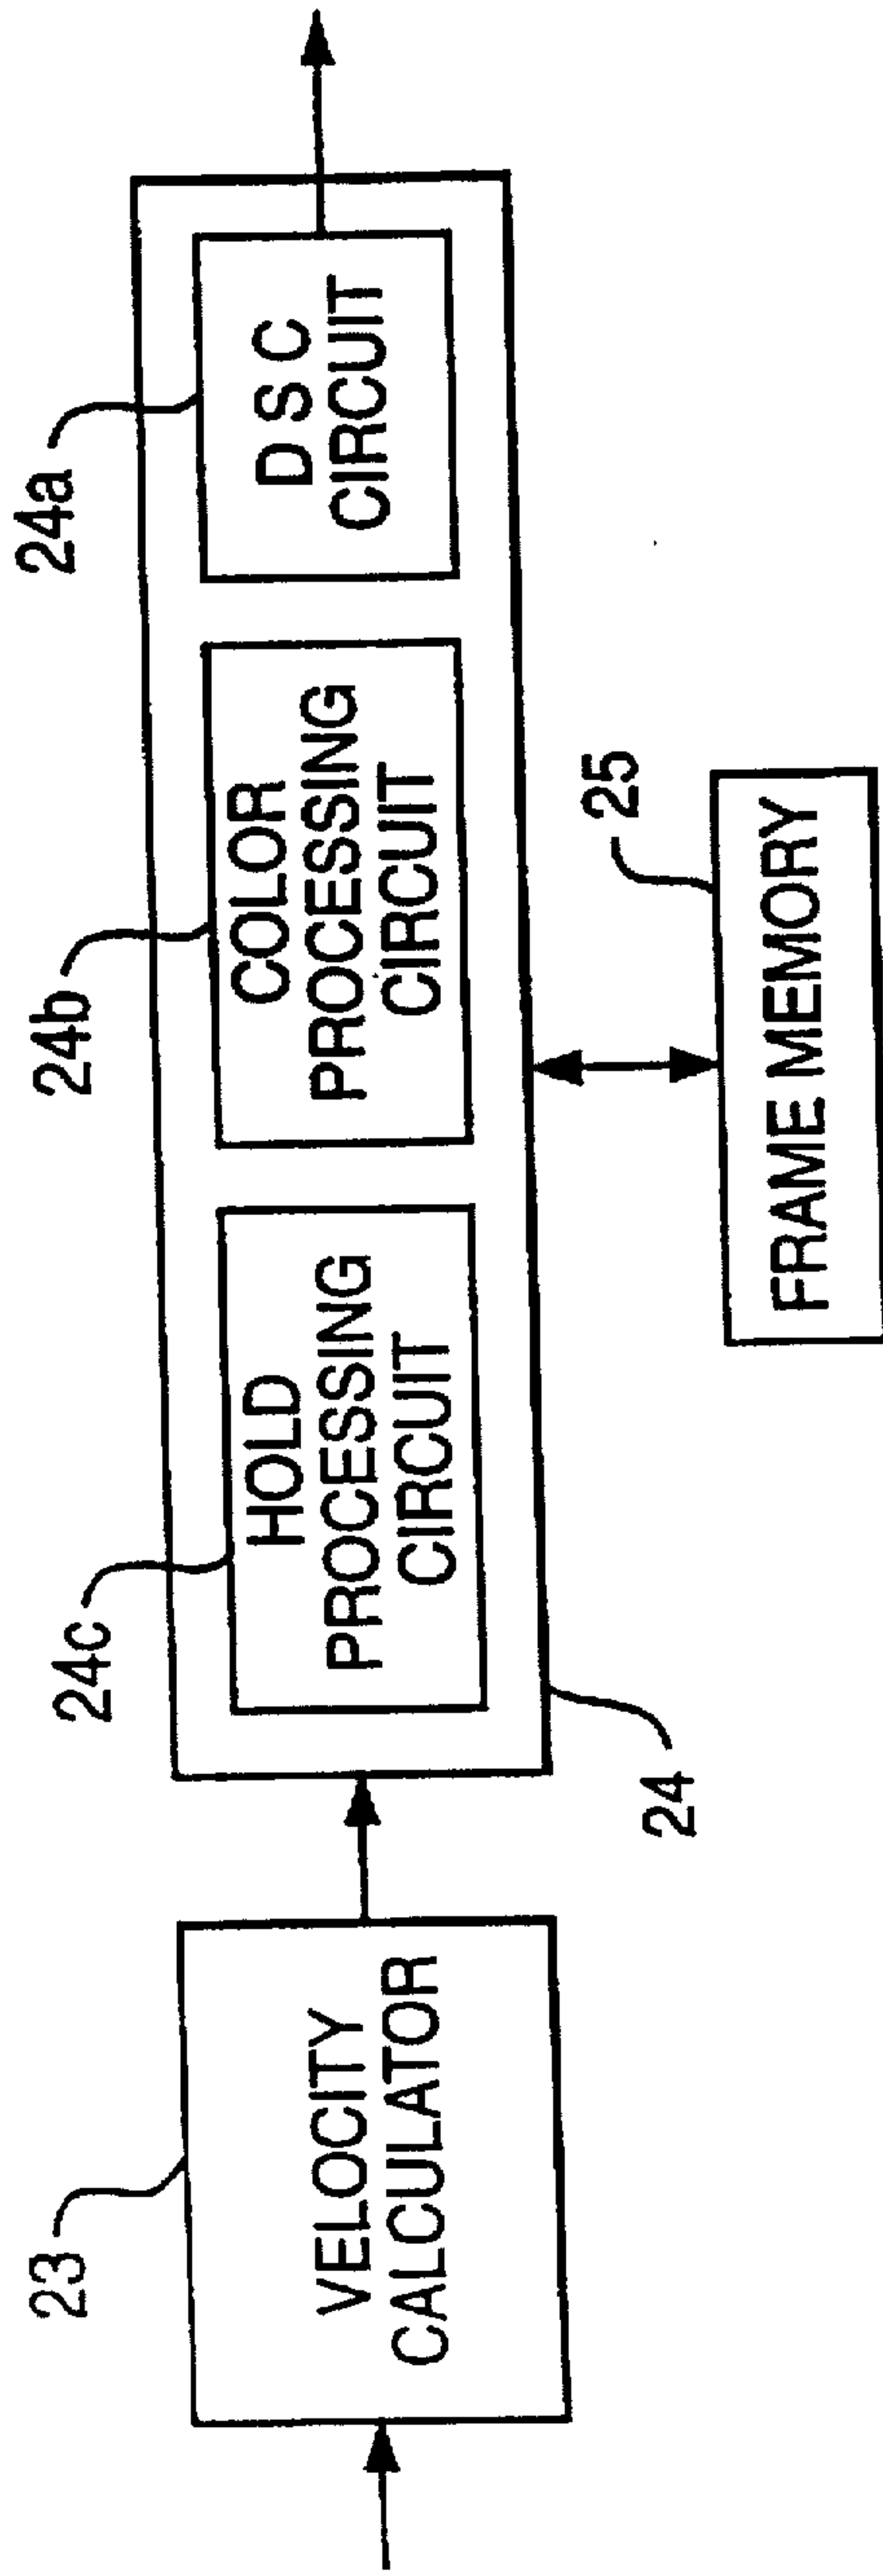 23
VELOCITY
CALCULATOR
24c
HOLD
PROCESSING
CIRCUIT
24b
COLOR
PROCESSING
CIRCUIT
24a
D S C
CIRCUIT
24
25
FRAME MEMORY